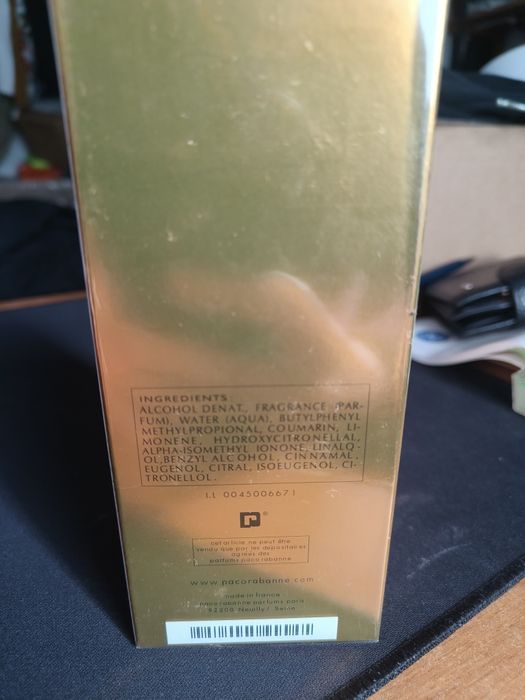 INGREDIENTS
ALCOHOL DENAT., FRAGRANCE (PAR-
FUM), WATER (AQUA), BUTYLPHENYL
METHYLPROPIONAL, COUMARIN, LI-
MONENE, HYDROXYCITRONELLAL,
ALPHA-ISOMETHYL IONONE, LINALO-
OL, BENZYL ALCOHOL, CINNAMAL,
EUGENOL, CITRAL, ISOEUGENOL, CI-
TRONELLOL.
I.L 0045006671
r®
cet article ne peut être
vendu que par les depositaires
agréés des
parfums paco rabanne
www.pacorabanne.com
made in france
paco rabanne parfums paris
92200 Neuilly / Seine